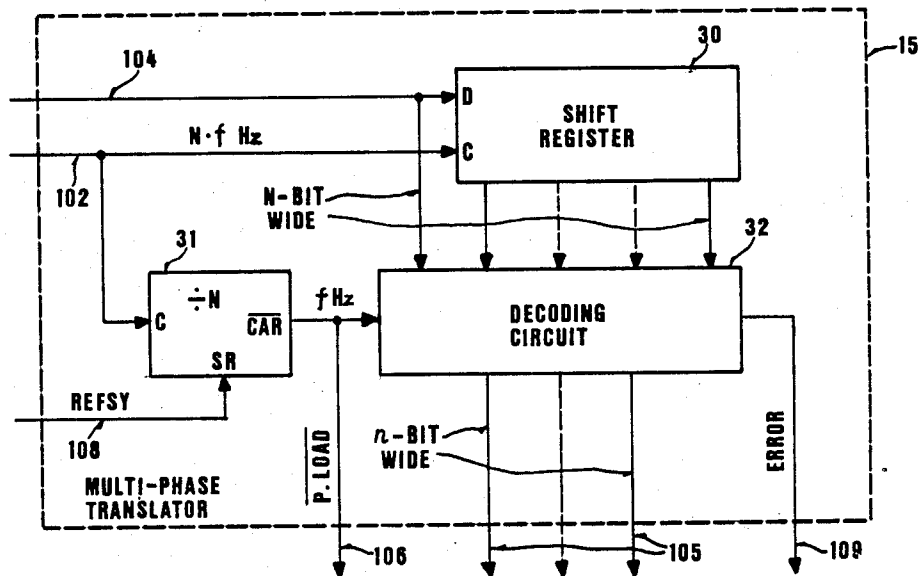 15
30
104
D
SHIFT
REGISTER
N·f Hz
C
102
N-BIT
WIDE
32
31
÷N
C
CAR
SR
f Hz
DECODING
CIRCUIT
REFSY
108
P. LOAD
n-BIT
WIDE
ERROR
MULTI-PHASE
TRANSLATOR
106
105
109